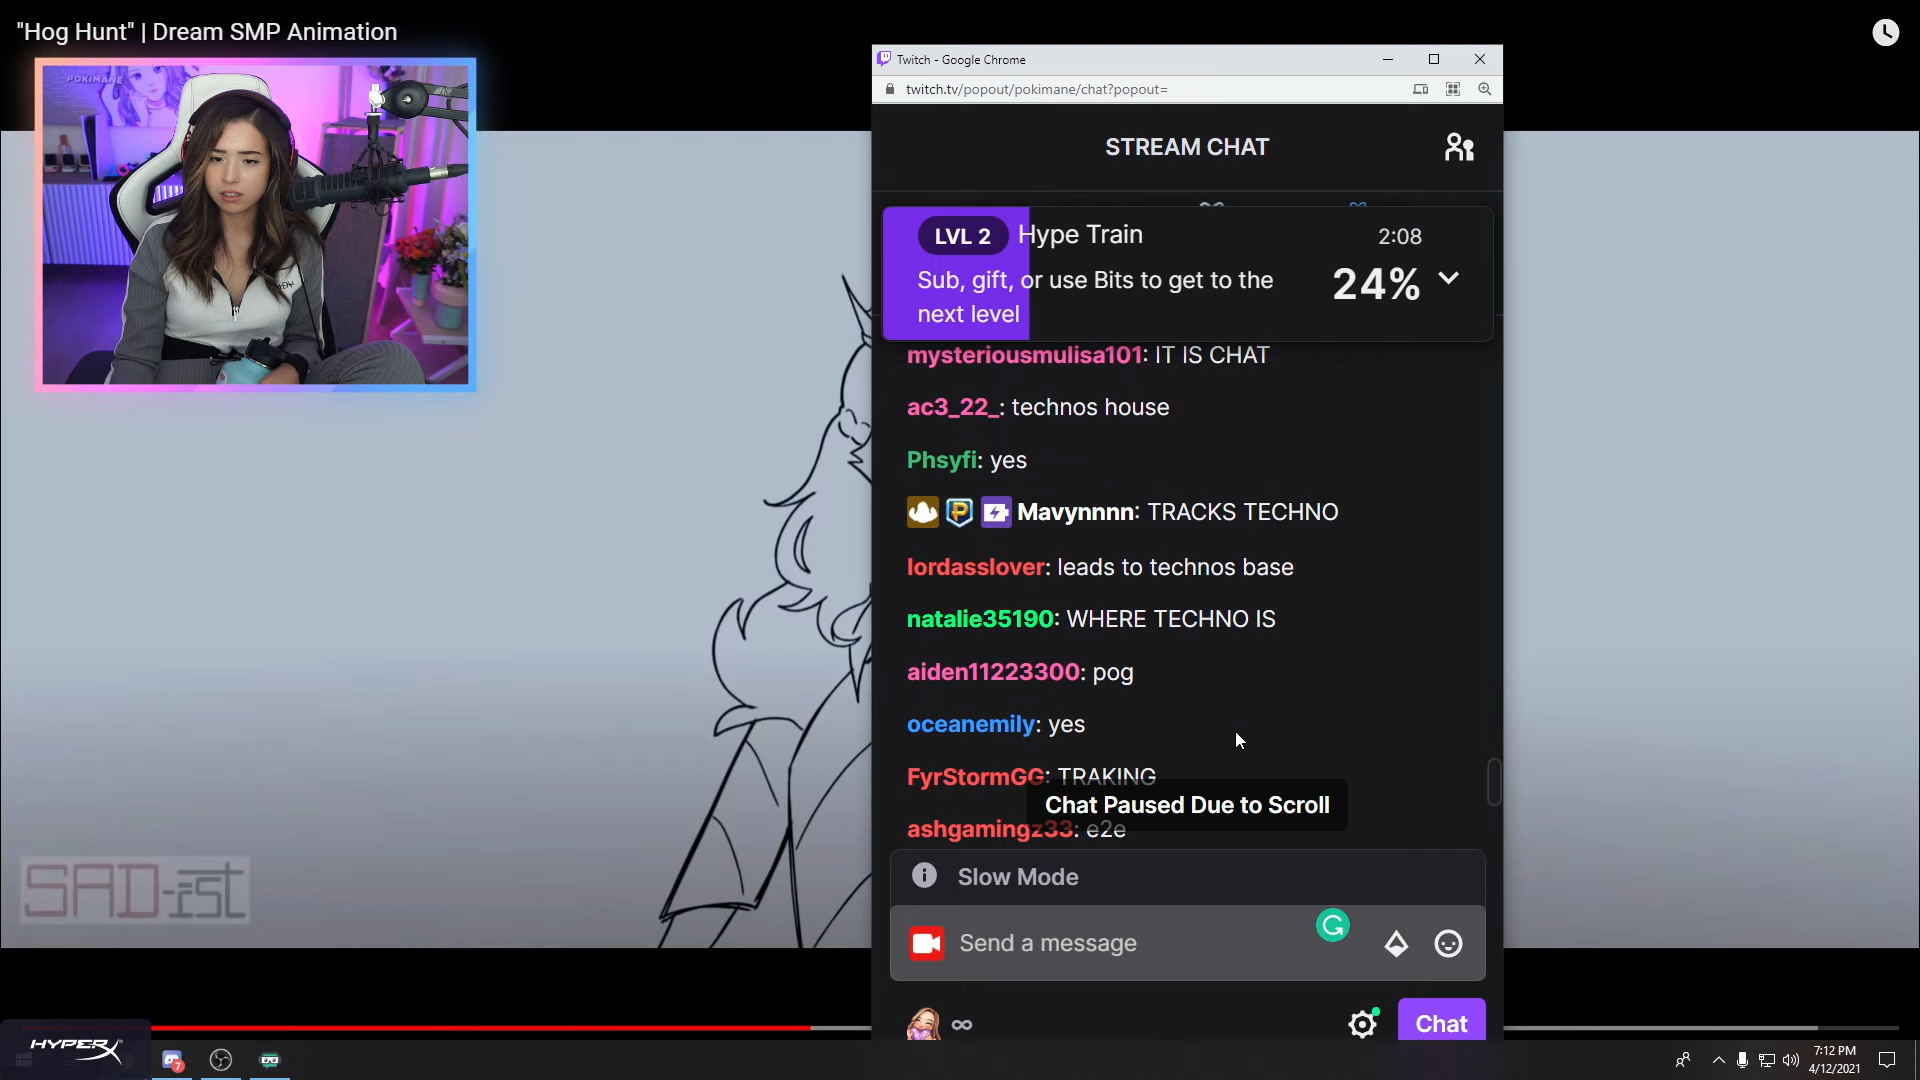 "Hog Hunt" | Dream SMP Animation
POKIMANE
Twitch - Google Chrome
twitch.tv/popout/pokimane/chat?popout=
STREAM CHAT
LVL 2 Hype Train 2:08
Sub, gift, or use Bits to get to the
next level
24%
mysteriousmulisa101: IT IS CHAT
ac3_22_: technos house
Phsyfi: yes
Mavynnnn: TRACKS TECHNO
lordasslover: leads to technos base
natalie35190: WHERE TECHNO IS
aiden11223300: pog
oceanemily: yes
FyrStormGG: TRAKING
Chat Paused Due to Scroll
ashgamingz33: e2e
Slow Mode
Send a message
Chat
SAD-ist
HYPERX
7
7:12 PM
4/12/2021